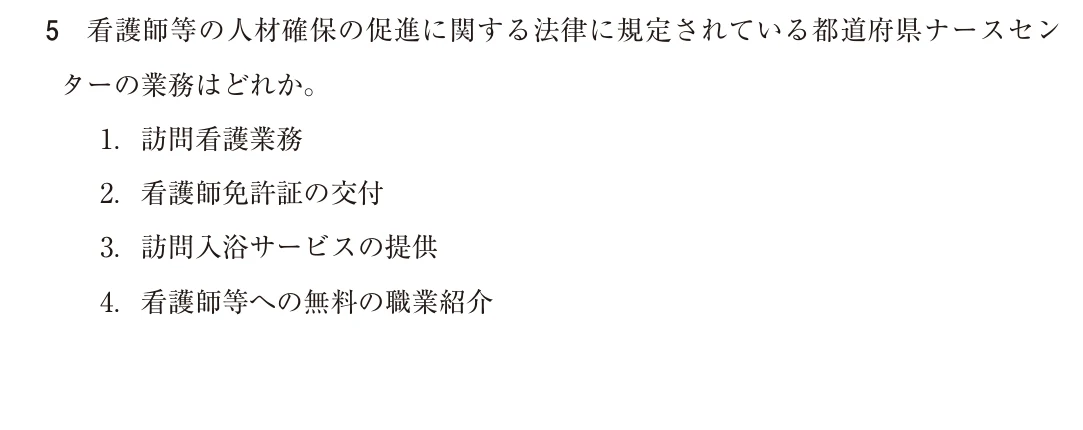 5 看護師等の人材確保の促進に関する法律に規定されている都道府県ナースセン
ターの業務はどれか。
1. 訪問看護業務
2. 看護師免許証の交付
3. 訪問入浴サービスの提供
4. 看護師等への無料の職業紹介